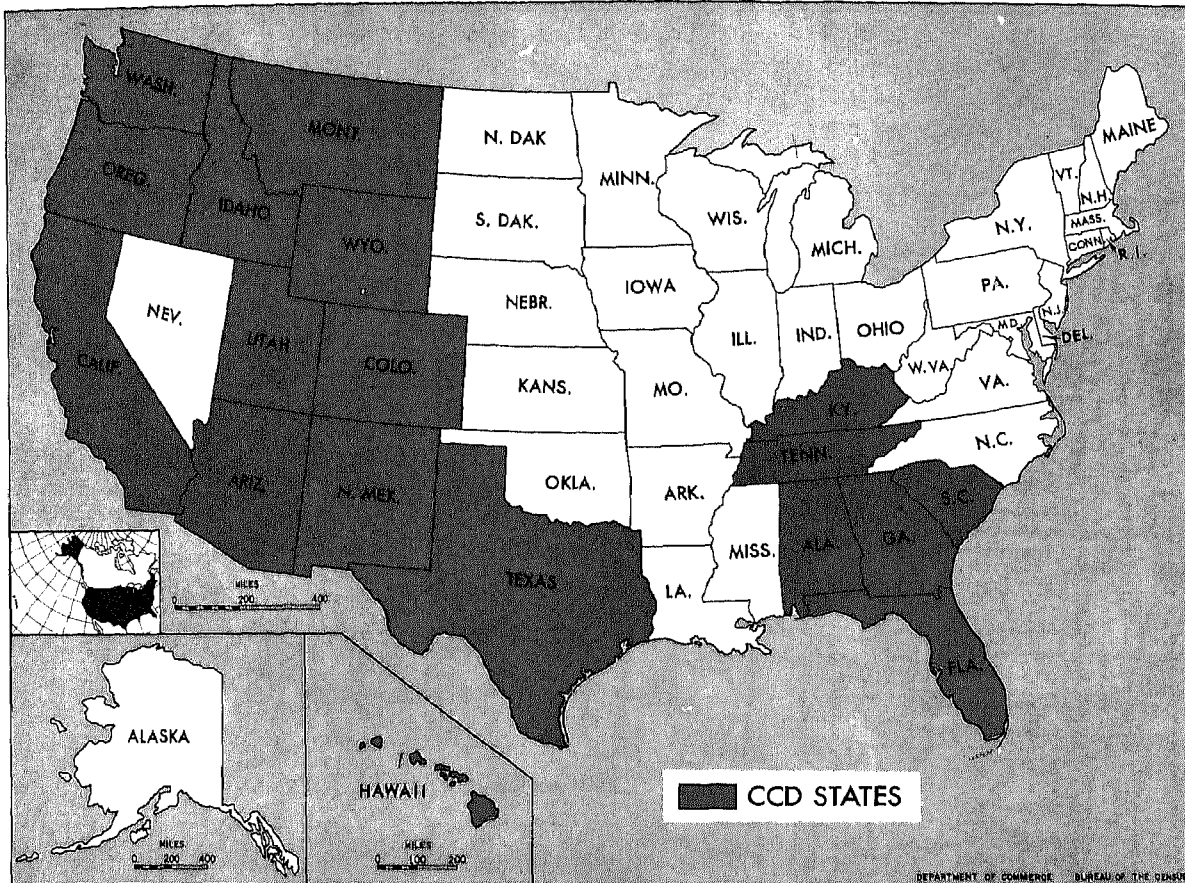 WASH.
MONT.
N. DAK
MINN.
MAINE
VT.
N.H.
OREG.
IDAHO
S. DAK.
WIS.
MICH.
N.Y.
MASS.
CONN.
R.I.
WYO.
NEBR.
IOWA
PA.
N.J.
NEV.
UTAH
COLO.
ILL.
IND.
OHIO
MD.
DEL.
CALIF
KANS.
MO.
W.VA.
VA.
KY.
N.C.
TENN.
ARIZ.
N. MEX.
OKLA.
ARK.
S.C.
MISS.
ALA.
GA.
TEXAS
LA.
FLA.
MILES
0 200 400
ALASKA
MILES
0 200 400
HAWAII
MILES
0 100 200
CCD STATES
DEPARTMENT OF COMMERCE BUREAU OF THE CENSUS